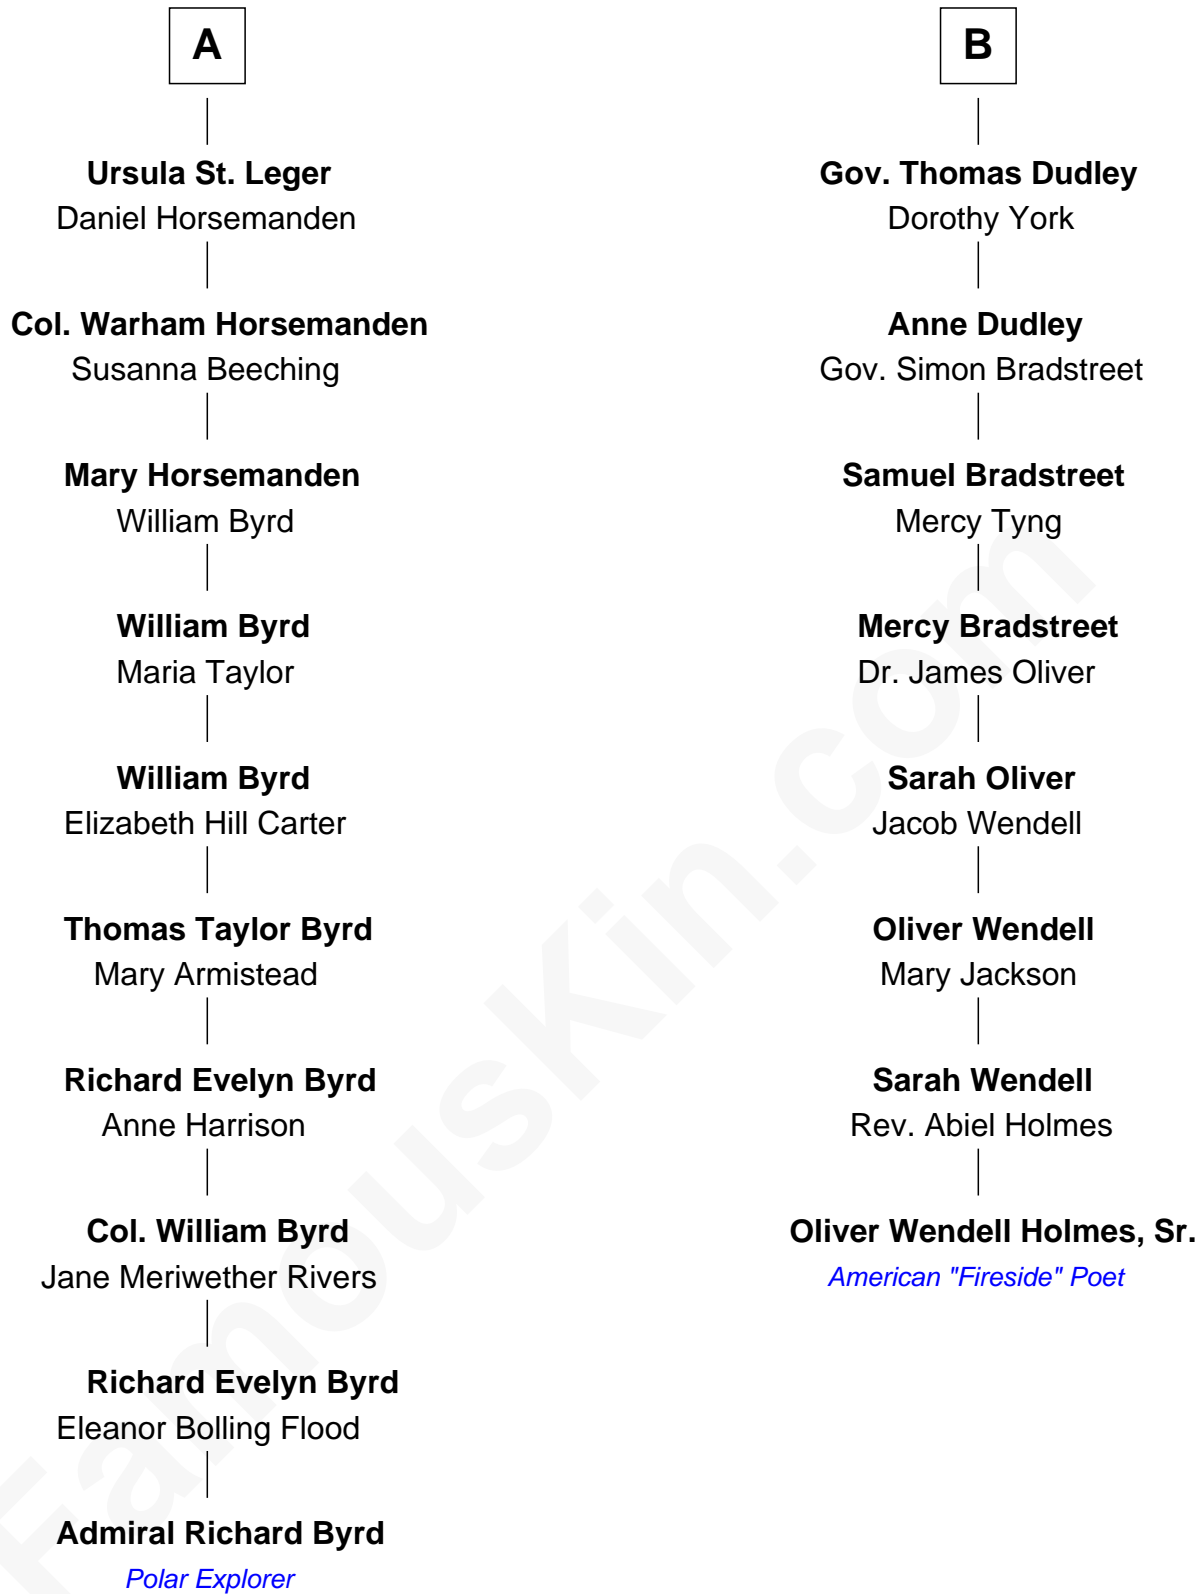 A
Ursula St. Leger
Daniel Horsemanden
Col. Warham Horsemanden
Susanna Beeching
Mary Horsemanden
William Byrd
William Byrd
Maria Taylor
William Byrd
Elizabeth Hill Carter
Thomas Taylor Byrd
Mary Armistead
Richard Evelyn Byrd
Anne Harrison
Col. William Byrd
Jane Meriwether Rivers
Richard Evelyn Byrd
Eleanor Bolling Flood
Admiral Richard Byrd
Polar Explorer
B
Gov. Thomas Dudley
Dorothy York
Anne Dudley
Gov. Simon Bradstreet
Samuel Bradstreet
Mercy Tyng
Mercy Bradstreet
Dr. James Oliver
Sarah Oliver
Jacob Wendell
Oliver Wendell
Mary Jackson
Sarah Wendell
Rev. Abiel Holmes
Oliver Wendell Holmes, Sr.
American "Fireside" Poet
FamousKin.com